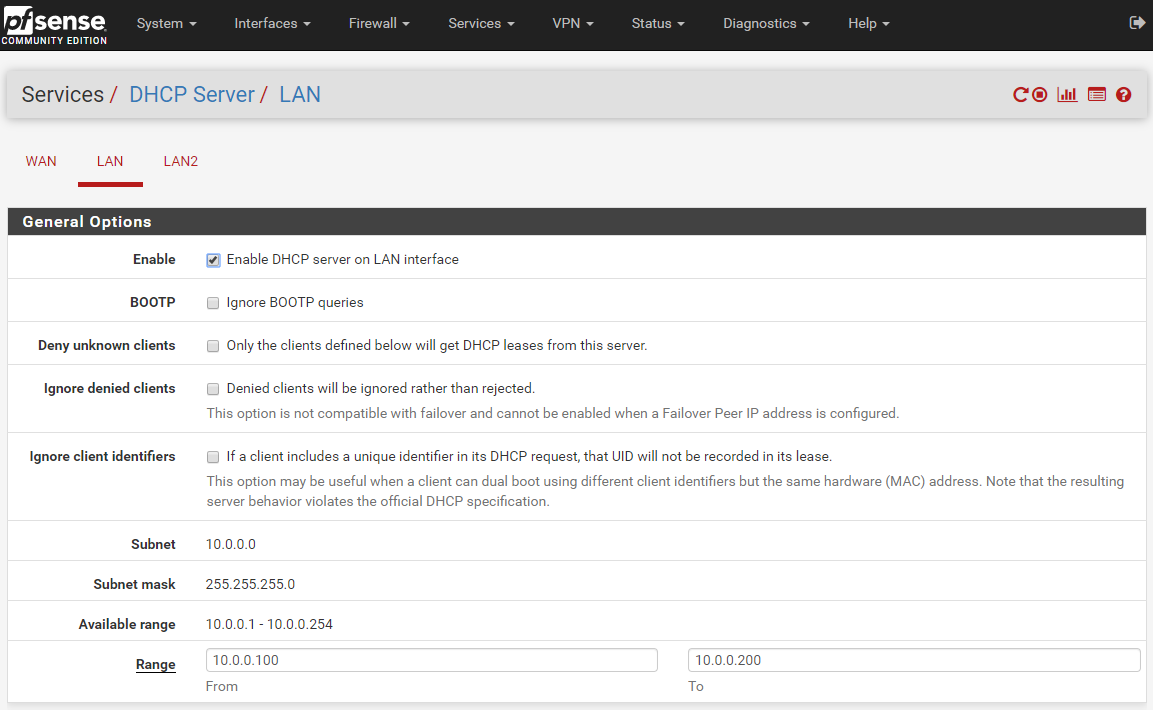 pfsense COMMUNITY EDITION
System Interfaces Firewall Services VPN Status Diagnostics Help
Services / DHCP Server / LAN
WAN LAN LAN2
General Options
Enable Enable DHCP server on LAN interface
BOOTP Ignore BOOTP queries
Deny unknown clients Only the clients defined below will get DHCP leases from this server.
Ignore denied clients Denied clients will be ignored rather than rejected.
This option is not compatible with failover and cannot be enabled when a Failover Peer IP address is configured.
Ignore client identifiers If a client includes a unique identifier in its DHCP request, that UID will not be recorded in its lease.
This option may be useful when a client can dual boot using different client identifiers but the same hardware (MAC) address. Note that the resulting
server behavior violates the official DHCP specification.
Subnet 10.0.0.0
Subnet mask 255.255.255.0
Available range 10.0.0.1 - 10.0.0.254
Range 10.0.0.100 10.0.0.200
From To